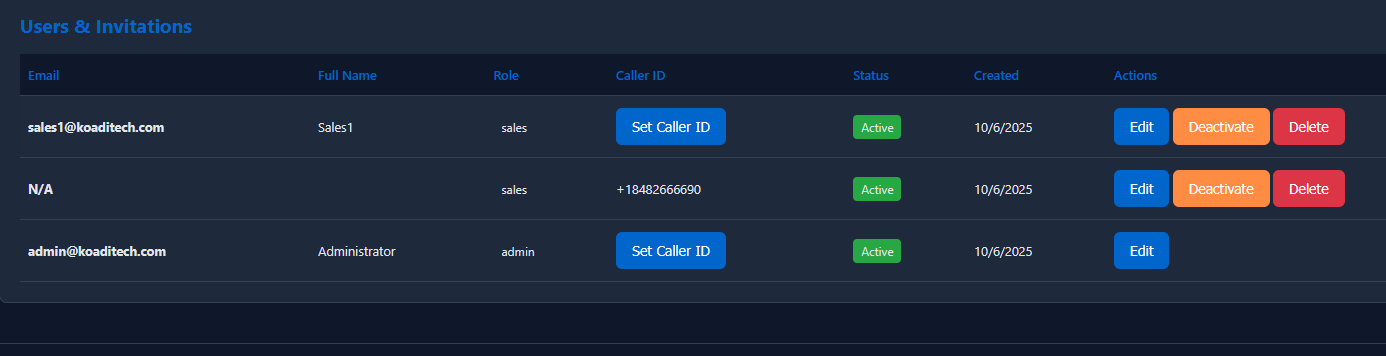 Users & Invitations
Email Full Name Role Caller ID Status Created Actions
sales1@koaditech.com Sales1 sales Set Caller ID Active 10/6/2025 Edit Deactivate Delete
N/A sales +18482666690 Active 10/6/2025 Edit Deactivate Delete
admin@koaditech.com Administrator admin Set Caller ID Active 10/6/2025 Edit